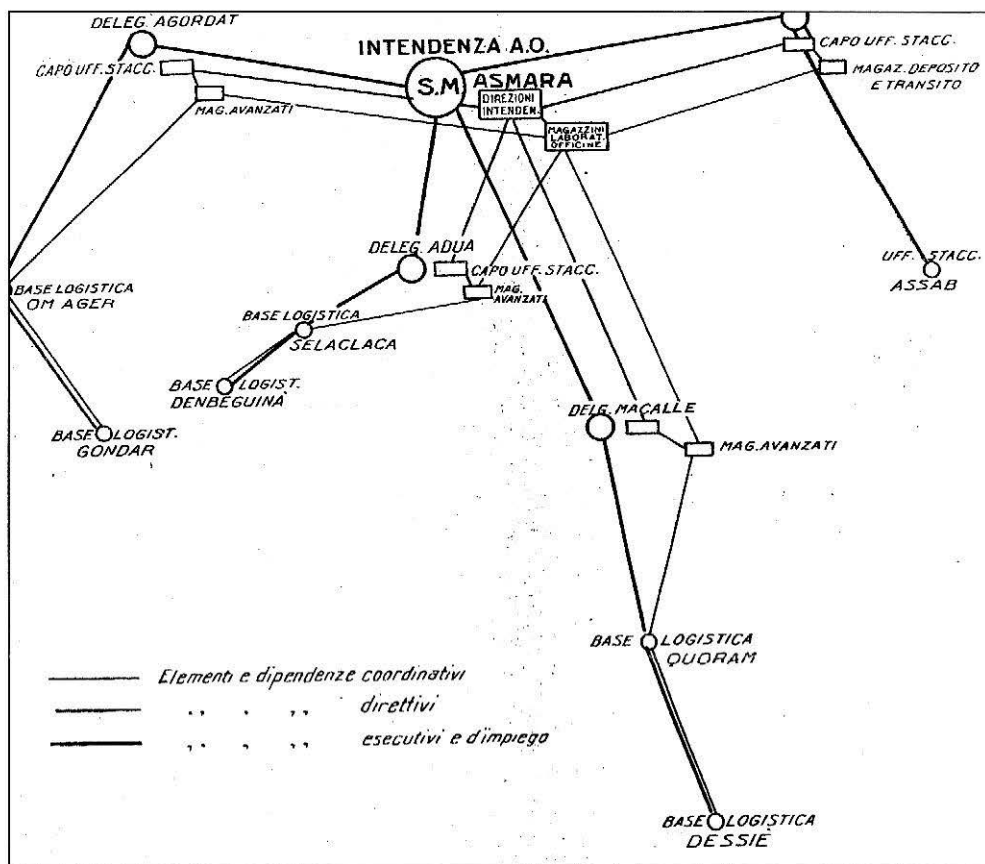 DELEG. AGORDAT
INTENDENZA A.O.
CAPO UFF. STACC.
CAPO UFF. STACC.
S.M
ASMARA
MAGAZ. DEPOSITO
E TRANSITO
DIREZIONI
INTENDEN.
MAG. AVANZATI
MAGAZZINI
LABORAT.
OFFICINE
DELEG. ADUA
CAPO UFF. STACC.
UFF. STACC.
ASSAB
BASE LOGISTICA
OM AGER
MAG.
AVANZATI
BASE LOGISTICA
SELACLACA
BASE LOGIST.
DENBEGUINA
DELG. MACALLE
BASE LOGIST.
GONDAR
MAG. AVANZATI
BASE LOGISTICA
QUORAM
Elementi e dipendenze coordinativi
,, , ,, direttivi
,, , ,, esecutivi e d'impiego
BASE LOGISTICA
DESSIÈ